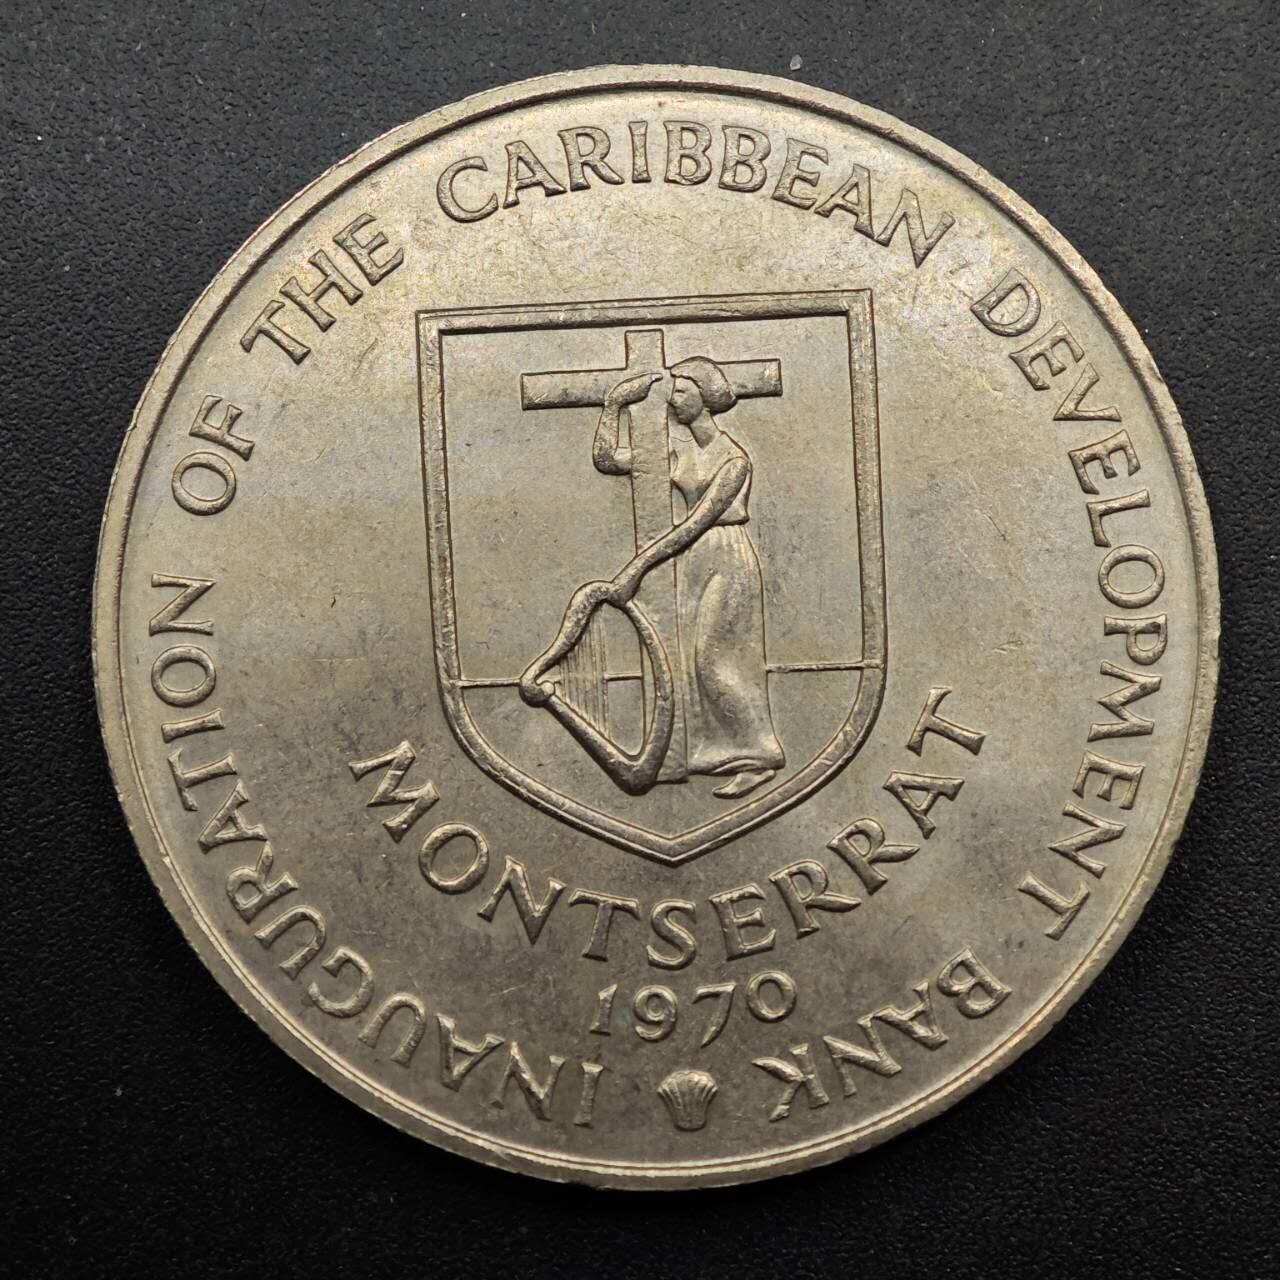 INAUGURATION OF THE CARIBBEAN DEVELOPMENT BANK
MONTSERRAT
1970